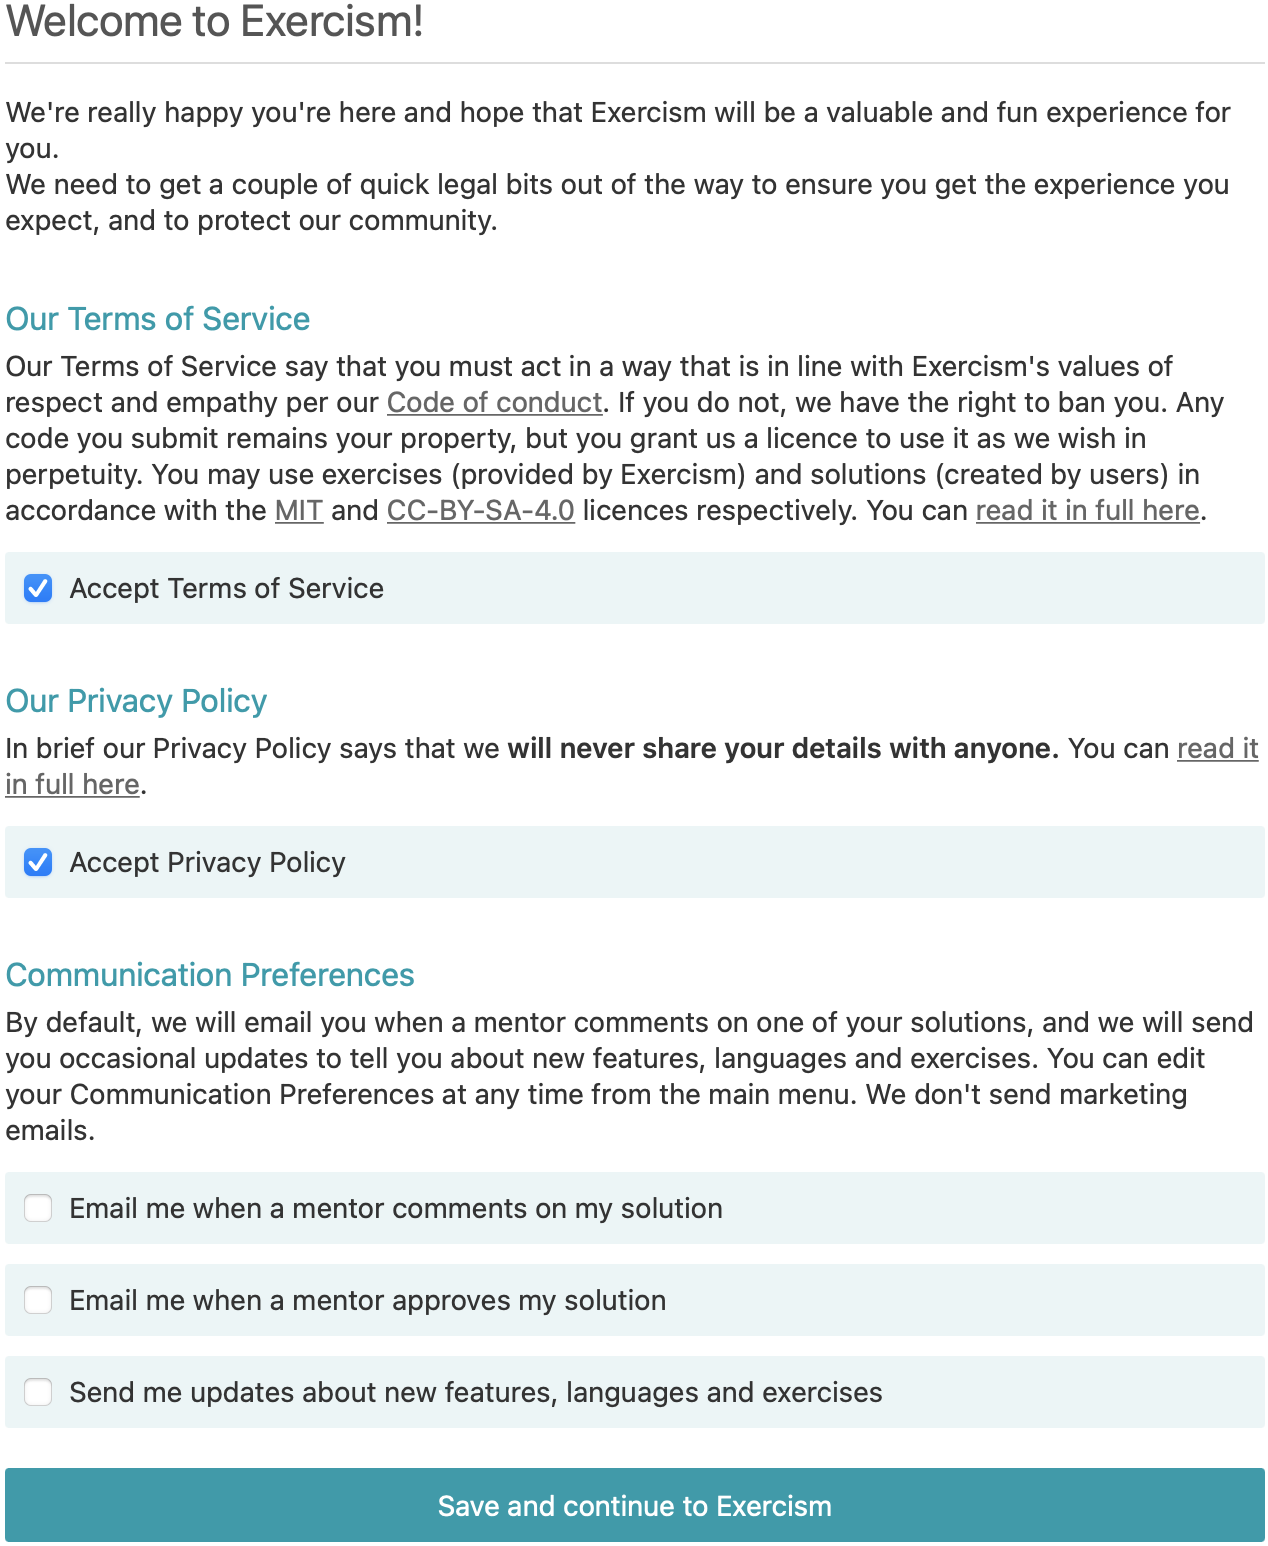 Welcome to Exercism!
We're really happy you're here and hope that Exercism will be a valuable and fun experience for
you.
We need to get a couple of quick legal bits out of the way to ensure you get the experience you
expect, and to protect our community.
Our Terms of Service
Our Terms of Service say that you must act in a way that is in line with Exercism's values of
respect and empathy per our Code of conduct. If you do not, we have the right to ban you. Any
code you submit remains your property, but you grant us a licence to use it as we wish in
perpetuity. You may use exercises (provided by Exercism) and solutions (created by users) in
accordance with the MIT and CC-BY-SA-4.0 licences respectively. You can read it in full here.
Accept Terms of Service
Our Privacy Policy
In brief our Privacy Policy says that we will never share your details with anyone. You can read it
in full here.
Accept Privacy Policy
Communication Preferences
By default, we will email you when a mentor comments on one of your solutions, and we will send
you occasional updates to tell you about new features, languages and exercises. You can edit
your Communication Preferences at any time from the main menu. We don't send marketing
emails.
Email me when a mentor comments on my solution
Email me when a mentor approves my solution
Send me updates about new features, languages and exercises
Save and continue to Exercism